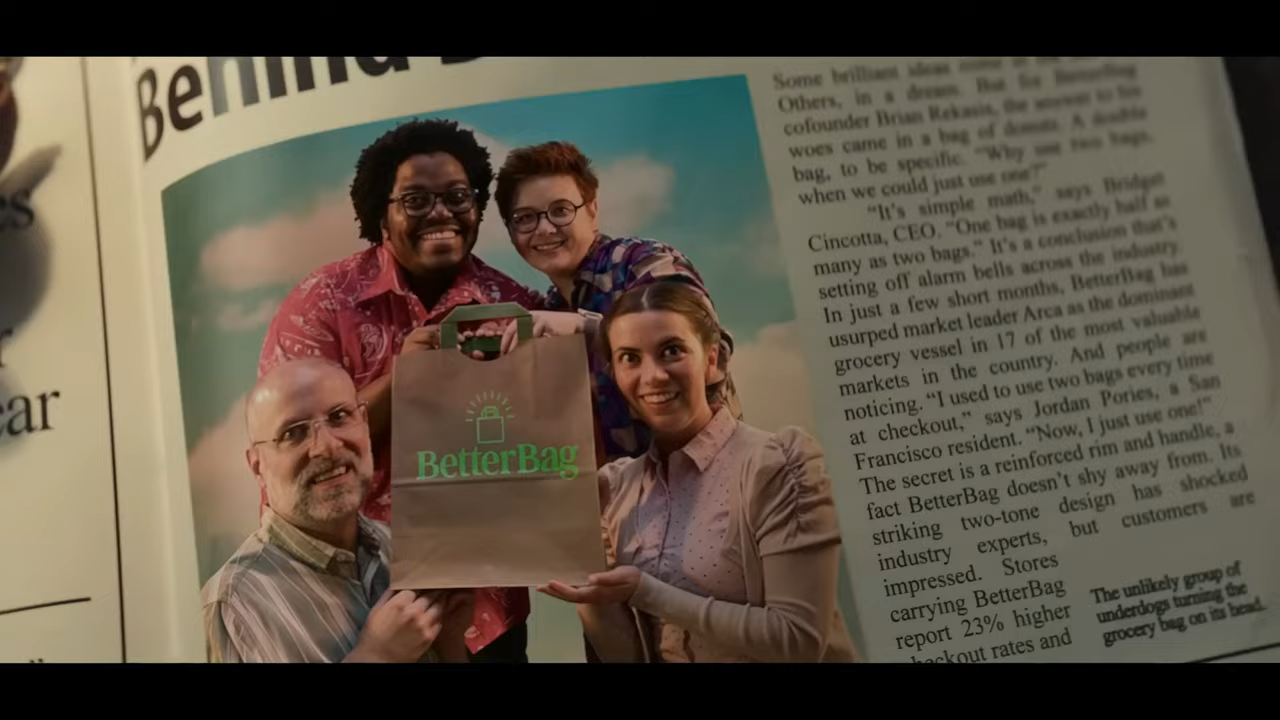 Behind
es
r
ear
BetterBag
Some brilliant ideas come
Others, in a dream. But for BetterBag
cofounder Brian Rekasis, the answer to his
woes came in a bag of donuts. A double
bag, to be specific. “Why use two bags,
when we could just use one?”
“It’s simple math,” says Bridget
Cincotta, CEO. “One bag is exactly half as
many as two bags.” It’s a conclusion that’s
setting off alarm bells across the industry.
In just a few short months, BetterBag has
usurped market leader Arca as the dominant
grocery vessel in 17 of the most valuable
markets in the country. And people are
noticing. “I used to use two bags every time
at checkout,” says Jordan Pories, a San
Francisco resident. “Now, I just use one!”
The secret is a reinforced rim and handle, a
fact BetterBag doesn’t shy away from. Its
striking two-tone design has shocked
industry experts, but customers are
impressed. Stores
carrying BetterBag
report 23% higher
checkout rates and
The unlikely group of
underdogs turning the
grocery bag on its head.